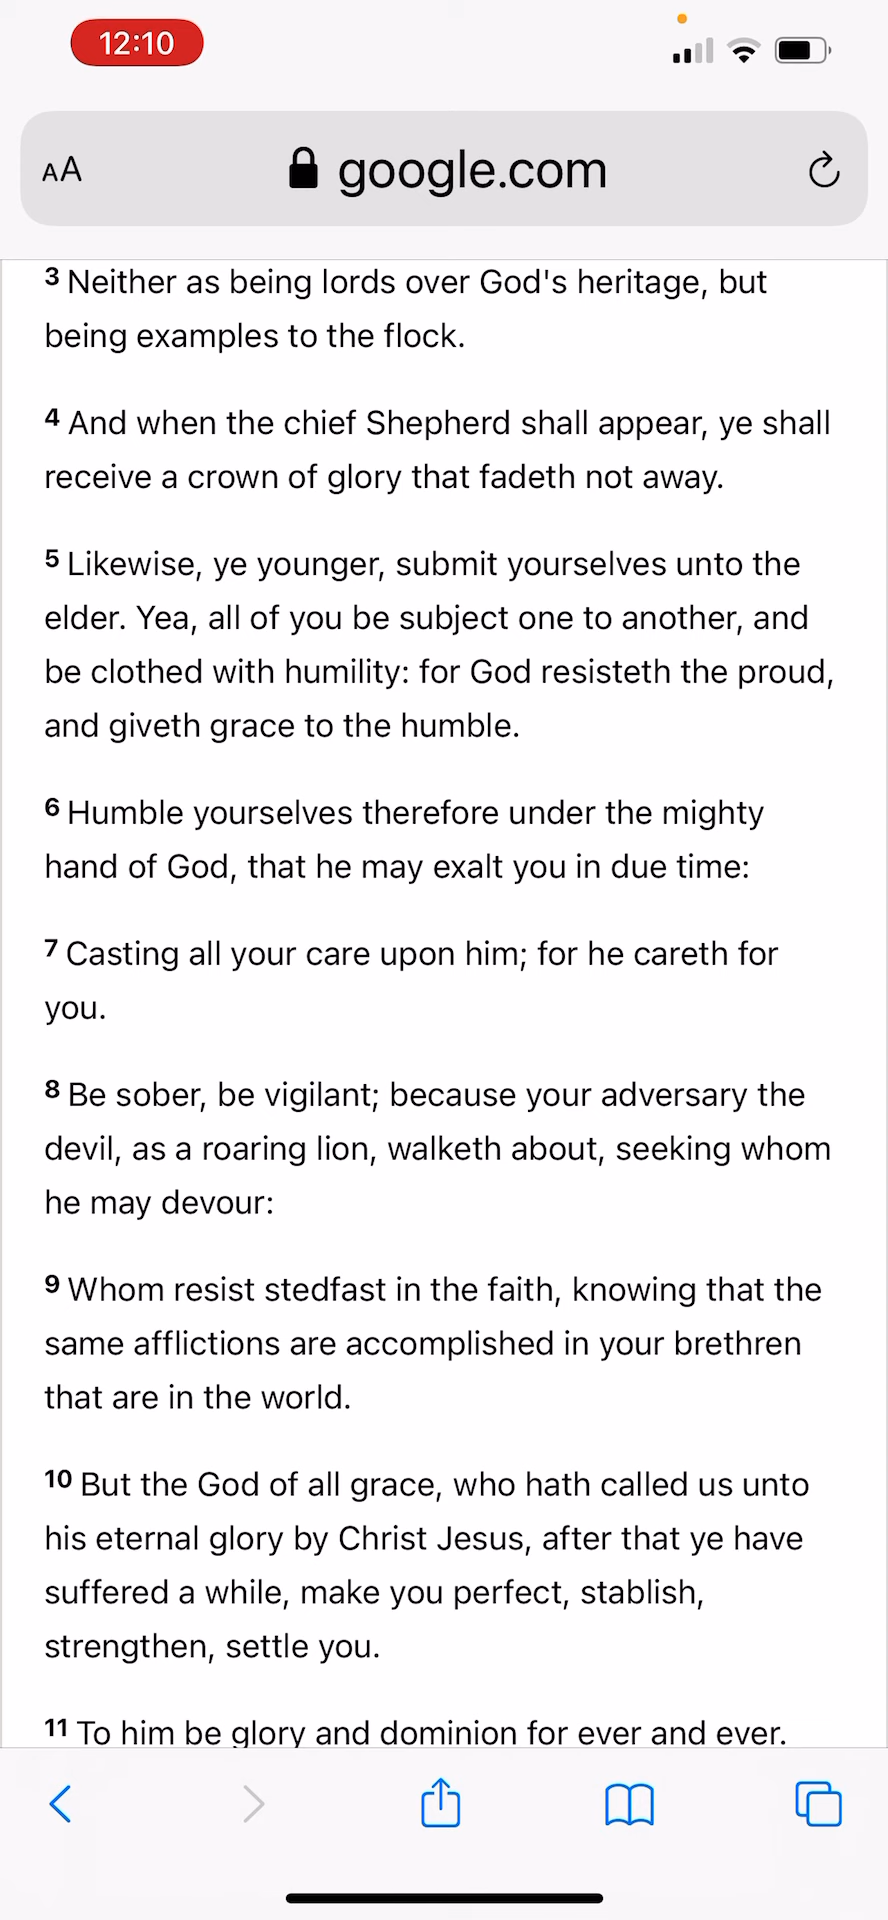 12:10
AA google.com
3 Neither as being lords over God's heritage, but
being examples to the flock.
4 And when the chief Shepherd shall appear, ye shall
receive a crown of glory that fadeth not away.
5 Likewise, ye younger, submit yourselves unto the
elder. Yea, all of you be subject one to another, and
be clothed with humility: for God resisteth the proud,
and giveth grace to the humble.
6 Humble yourselves therefore under the mighty
hand of God, that he may exalt you in due time:
7 Casting all your care upon him; for he careth for
you.
8 Be sober, be vigilant; because your adversary the
devil, as a roaring lion, walketh about, seeking whom
he may devour:
9 Whom resist stedfast in the faith, knowing that the
same afflictions are accomplished in your brethren
that are in the world.
10 But the God of all grace, who hath called us unto
his eternal glory by Christ Jesus, after that ye have
suffered a while, make you perfect, stablish,
strengthen, settle you.
11 To him be glory and dominion for ever and ever.